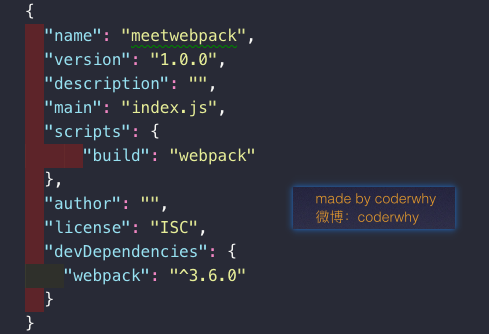 {
"name": "meetwebpack",
"version": "1.0.0",
"description": "",
"main": "index.js",
"scripts": {
"build": "webpack"
},
"author": "",
"license": "ISC",
"devDependencies": {
"webpack": "^3.6.0"
}
}
made by coderwhy
微博：coderwhy